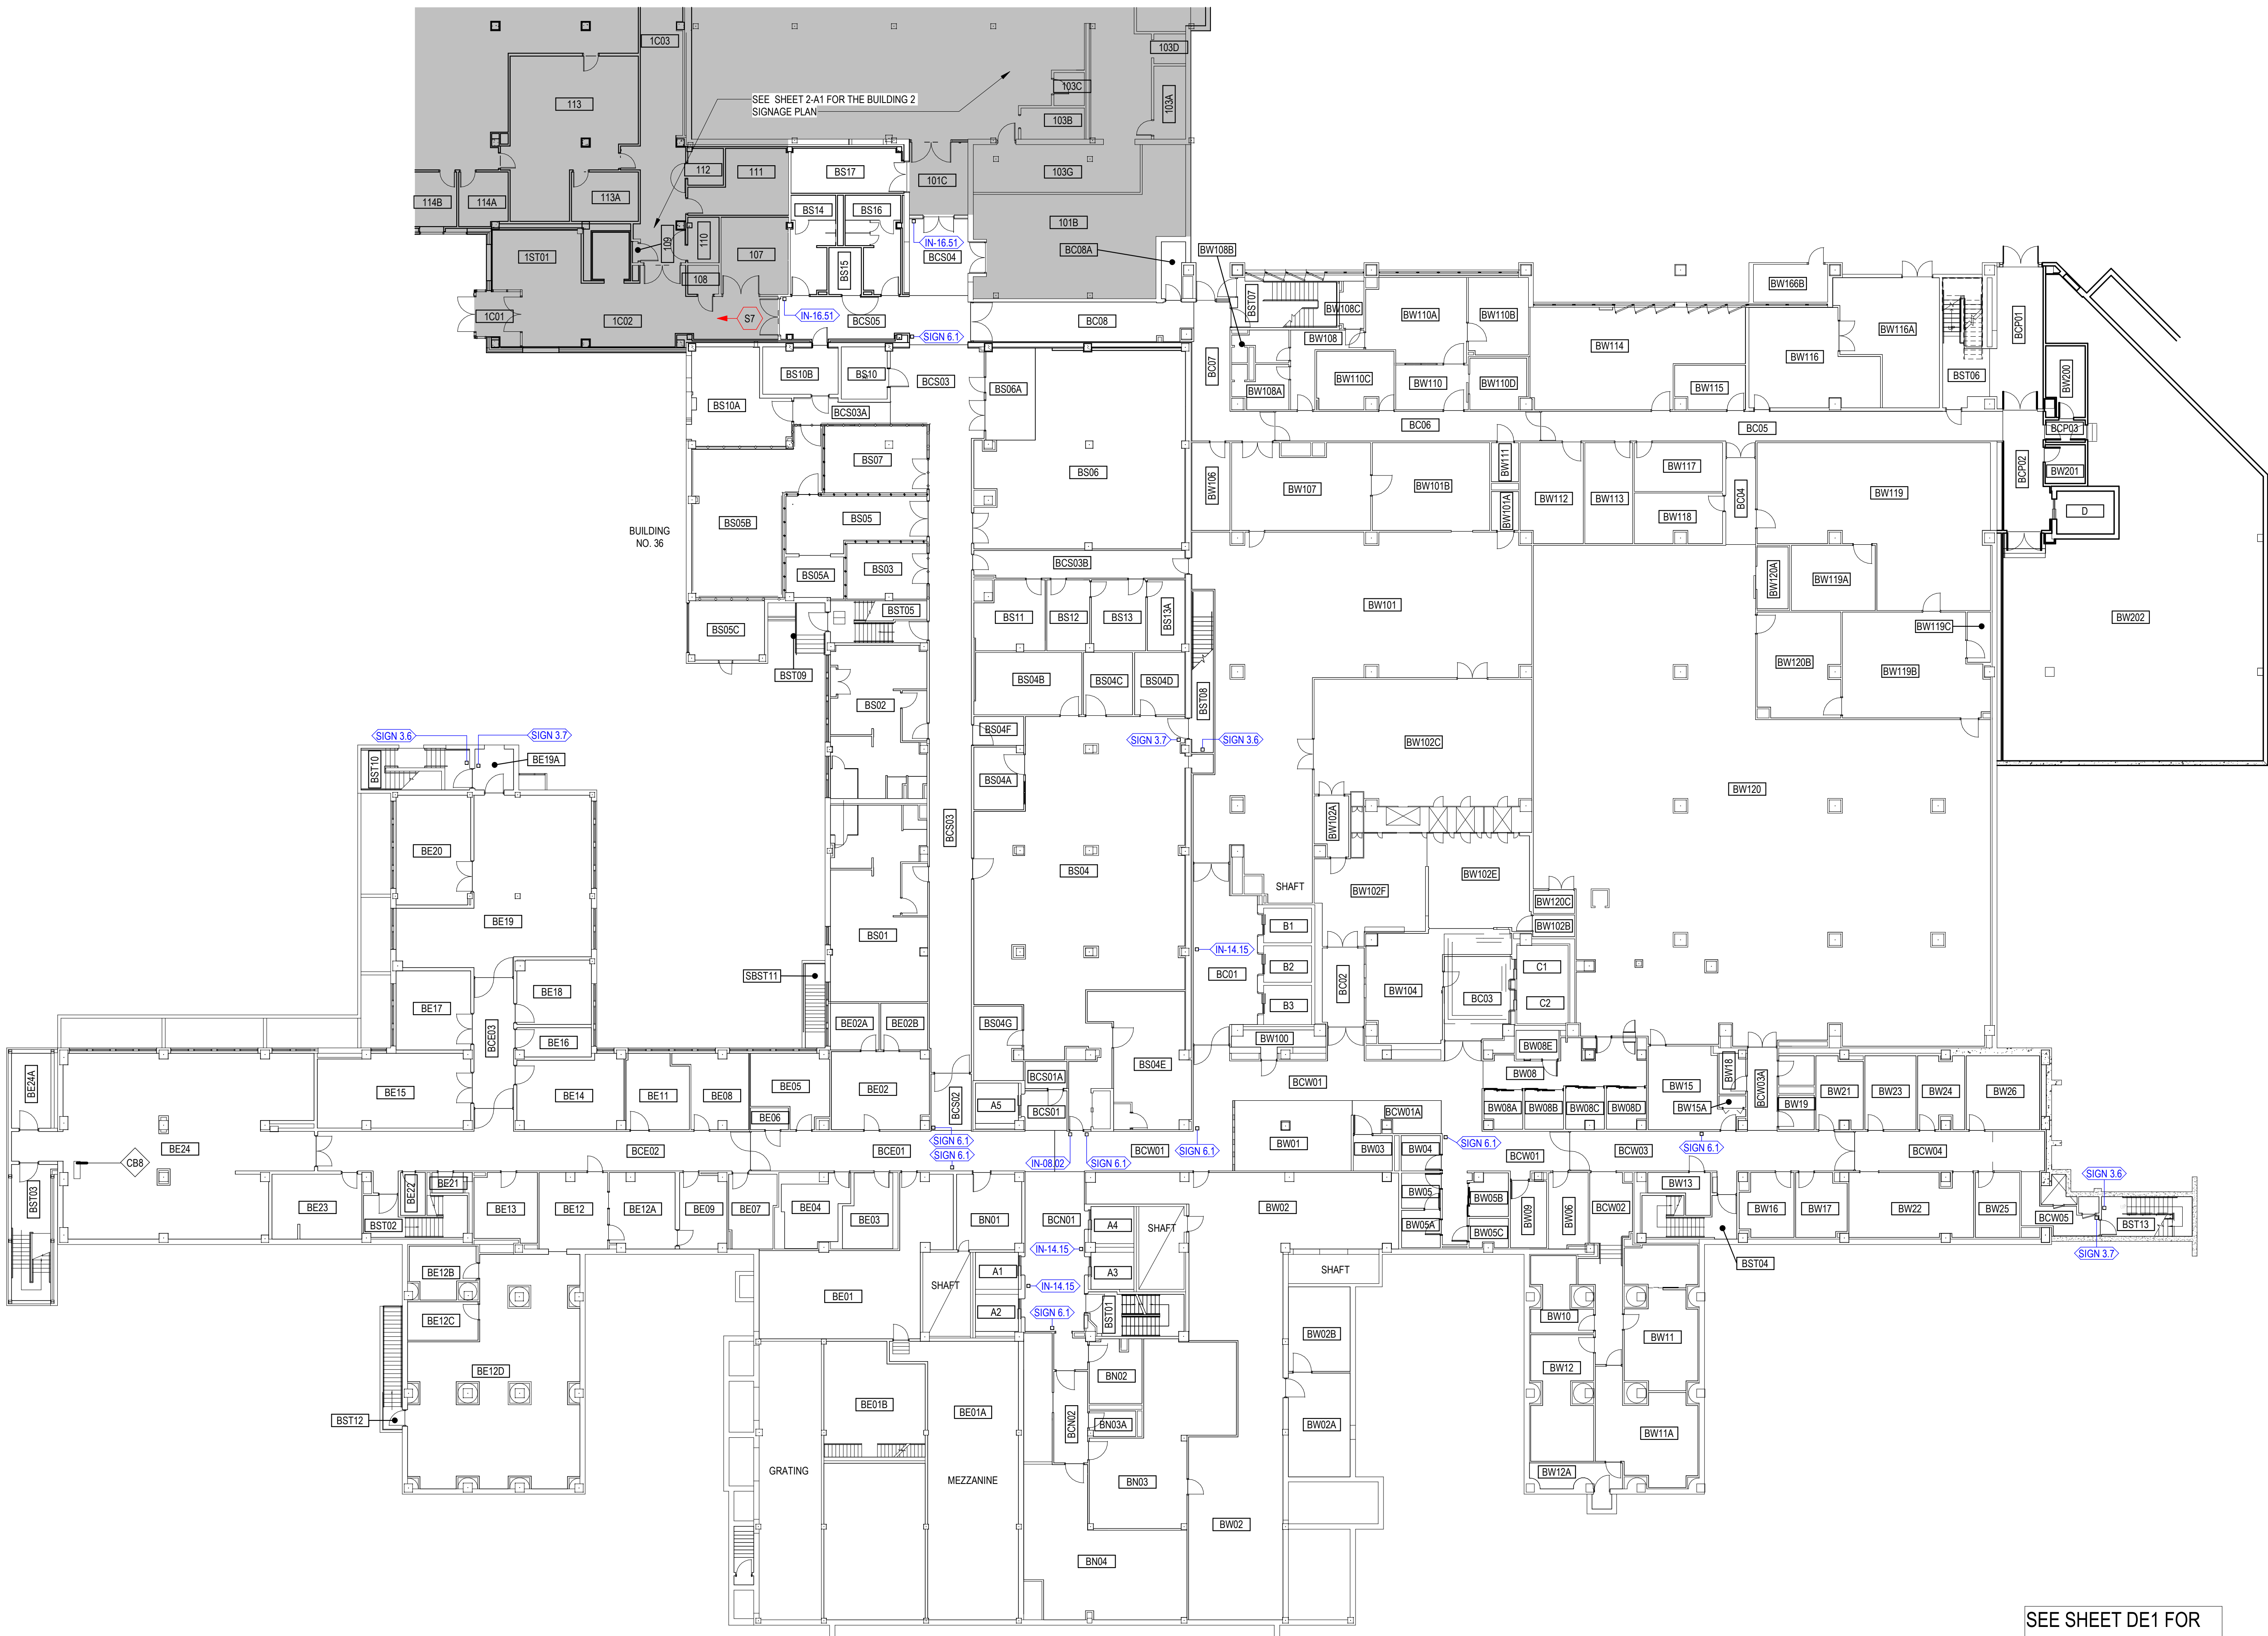 1C03
103D
113
103C
103A
SEE SHEET 2-A1 FOR THE BUILDING 2
SIGNAGE PLAN
103B
112
111
BS17
101C
103G
114B
114A
113A
BS14
BS16
101B
109
110
107
IN-16.51
BCS04
BC08A
BW108B
1ST01
BS15
108
BST07
BW108C
BW166B
1C01
1C02
S7
IN-16.51
BCS05
BC08
BW110A
BW110B
BW116A
BCP01
SIGN 6.1
BW108
BW114
BW116
BC07
BS10B
BS10
BCS03
BS06A
BW110C
BW110
BW110D
BW115
BST06
BW200
BS10A
BCS03A
BW108A
BC06
BC05
BCP03
BS07
BS06
BW106
BW107
BW101B
BW111
BW101A
BW112
BW113
BW117
BC04
BW119
BCP02
BW201
BS05B
BS05
BW118
D
BUILDING
NO. 36
BS05A
BS03
BCS03B
BW120A
BW119A
BST05
BS11
BS12
BS13
BS13A
BW101
BS05C
BW119C
BW202
BST09
BS04B
BS04C
BS04D
BST08
BW120B
BW119B
BS02
SIGN 3.6
SIGN 3.7
BS04F
SIGN 3.7
SIGN 3.6
BW102C
BST10
BE19A
BS04A
BW120
BCS03
BW102A
BE20
BS04
BW102E
SHAFT
BW102F
BW120C
BE19
B1
BW102B
BS01
IN-14.15
B2
C1
SBST11
BC01
BC02
BE17
BE18
BW104
BC03
C2
B3
BE02A
BE02B
BS04G
BCE03
BE16
BW100
BW08E
BS04E
BE24A
BE15
BE14
BE11
BE08
BE05
BE02
BCS01A
BCW01
BW08
BW15
BW18
BCW03A
BW21
BW23
BW24
BW26
BE06
BCS02
A5
BCS01
BCW01A
BW08A
BW08B
BW08C
BW08D
BW15A
BW19
BE24
BCE02
BCE01
SIGN 6.1
SIGN 6.1
BCW01
SIGN 6.1
BW01
BW03
BW04
SIGN 6.1
BCW01
BCW03
SIGN 6.1
BCW04
CB8
IN-08.02
SIGN 6.1
BST03
BE22
BE21
BW13
SIGN 3.6
BE23
BST02
BE13
BE12
BE12A
BE09
BE07
BE04
BE03
BN01
BCN01
A4
SHAFT
BW02
BW05
BW05B
BW05A
BW05C
BW09
BW06
BCW02
BW16
BW17
BW22
BW25
BCW05
BST13
IN-14.15
SIGN 3.7
BE12B
A1
A3
SHAFT
BST04
SHAFT
IN-14.15
BE01
A2
SIGN 6.1
BST01
BE12C
BW10
BW02B
BW11
BE12D
BN02
BW12
BE01B
BE01A
BST12
BCN02
BN03A
BW02A
BW11A
GRATING
MEZZANINE
BN03
BW12A
BW02
BN04
SEE SHEET DE1 FOR